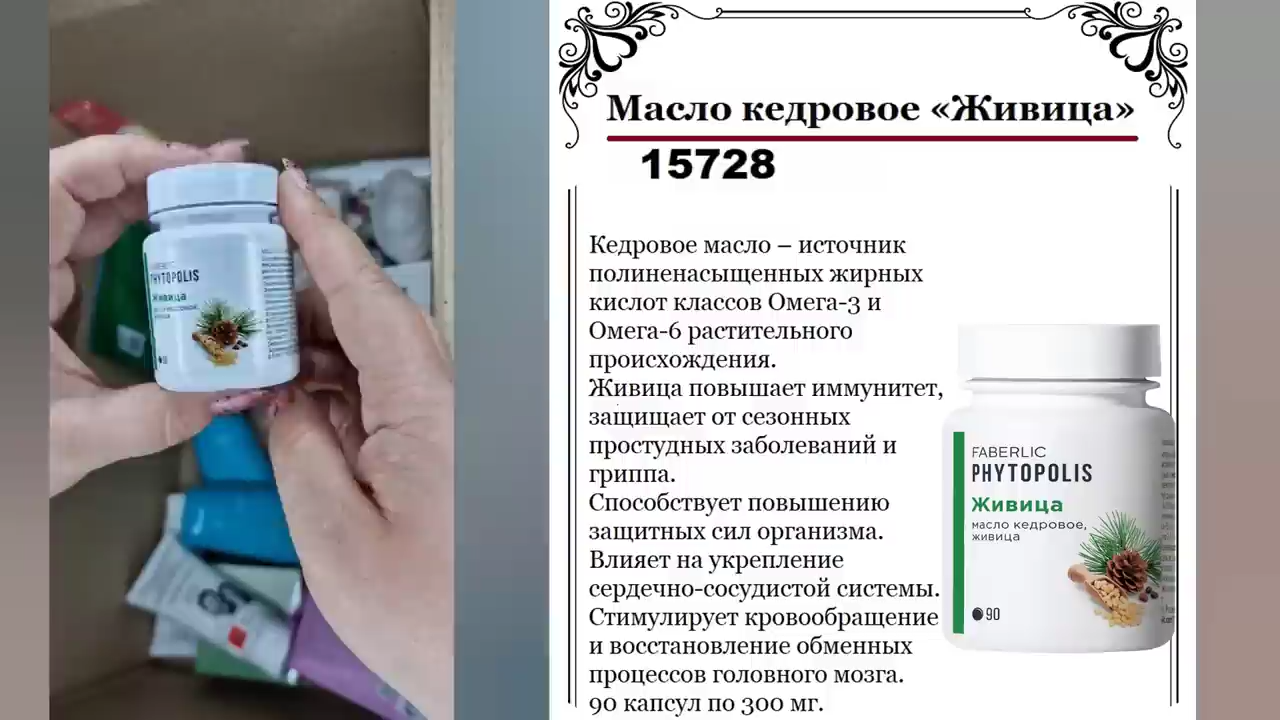 Масло кедровое «Живица»
15728
Кедровое масло – источник
полиненасыщенных жирных
кислот классов Омега-3 и
Омега-6 растительного
происхождения.
Живица повышает иммунитет,
защищает от сезонных
простудных заболеваний и
гриппа.
Способствует повышению
защитных сил организма.
Влияет на укрепление
сердечно-сосудистой системы.
Стимулирует кровообращение
и восстановление обменных
процессов головного мозга.
90 капсул по 300 мг.
FABERLIC
PHYTOPOLIS
Живица
масло кедровое,
живица
90
FABERLIC
PHYTOPOLIS
Живица